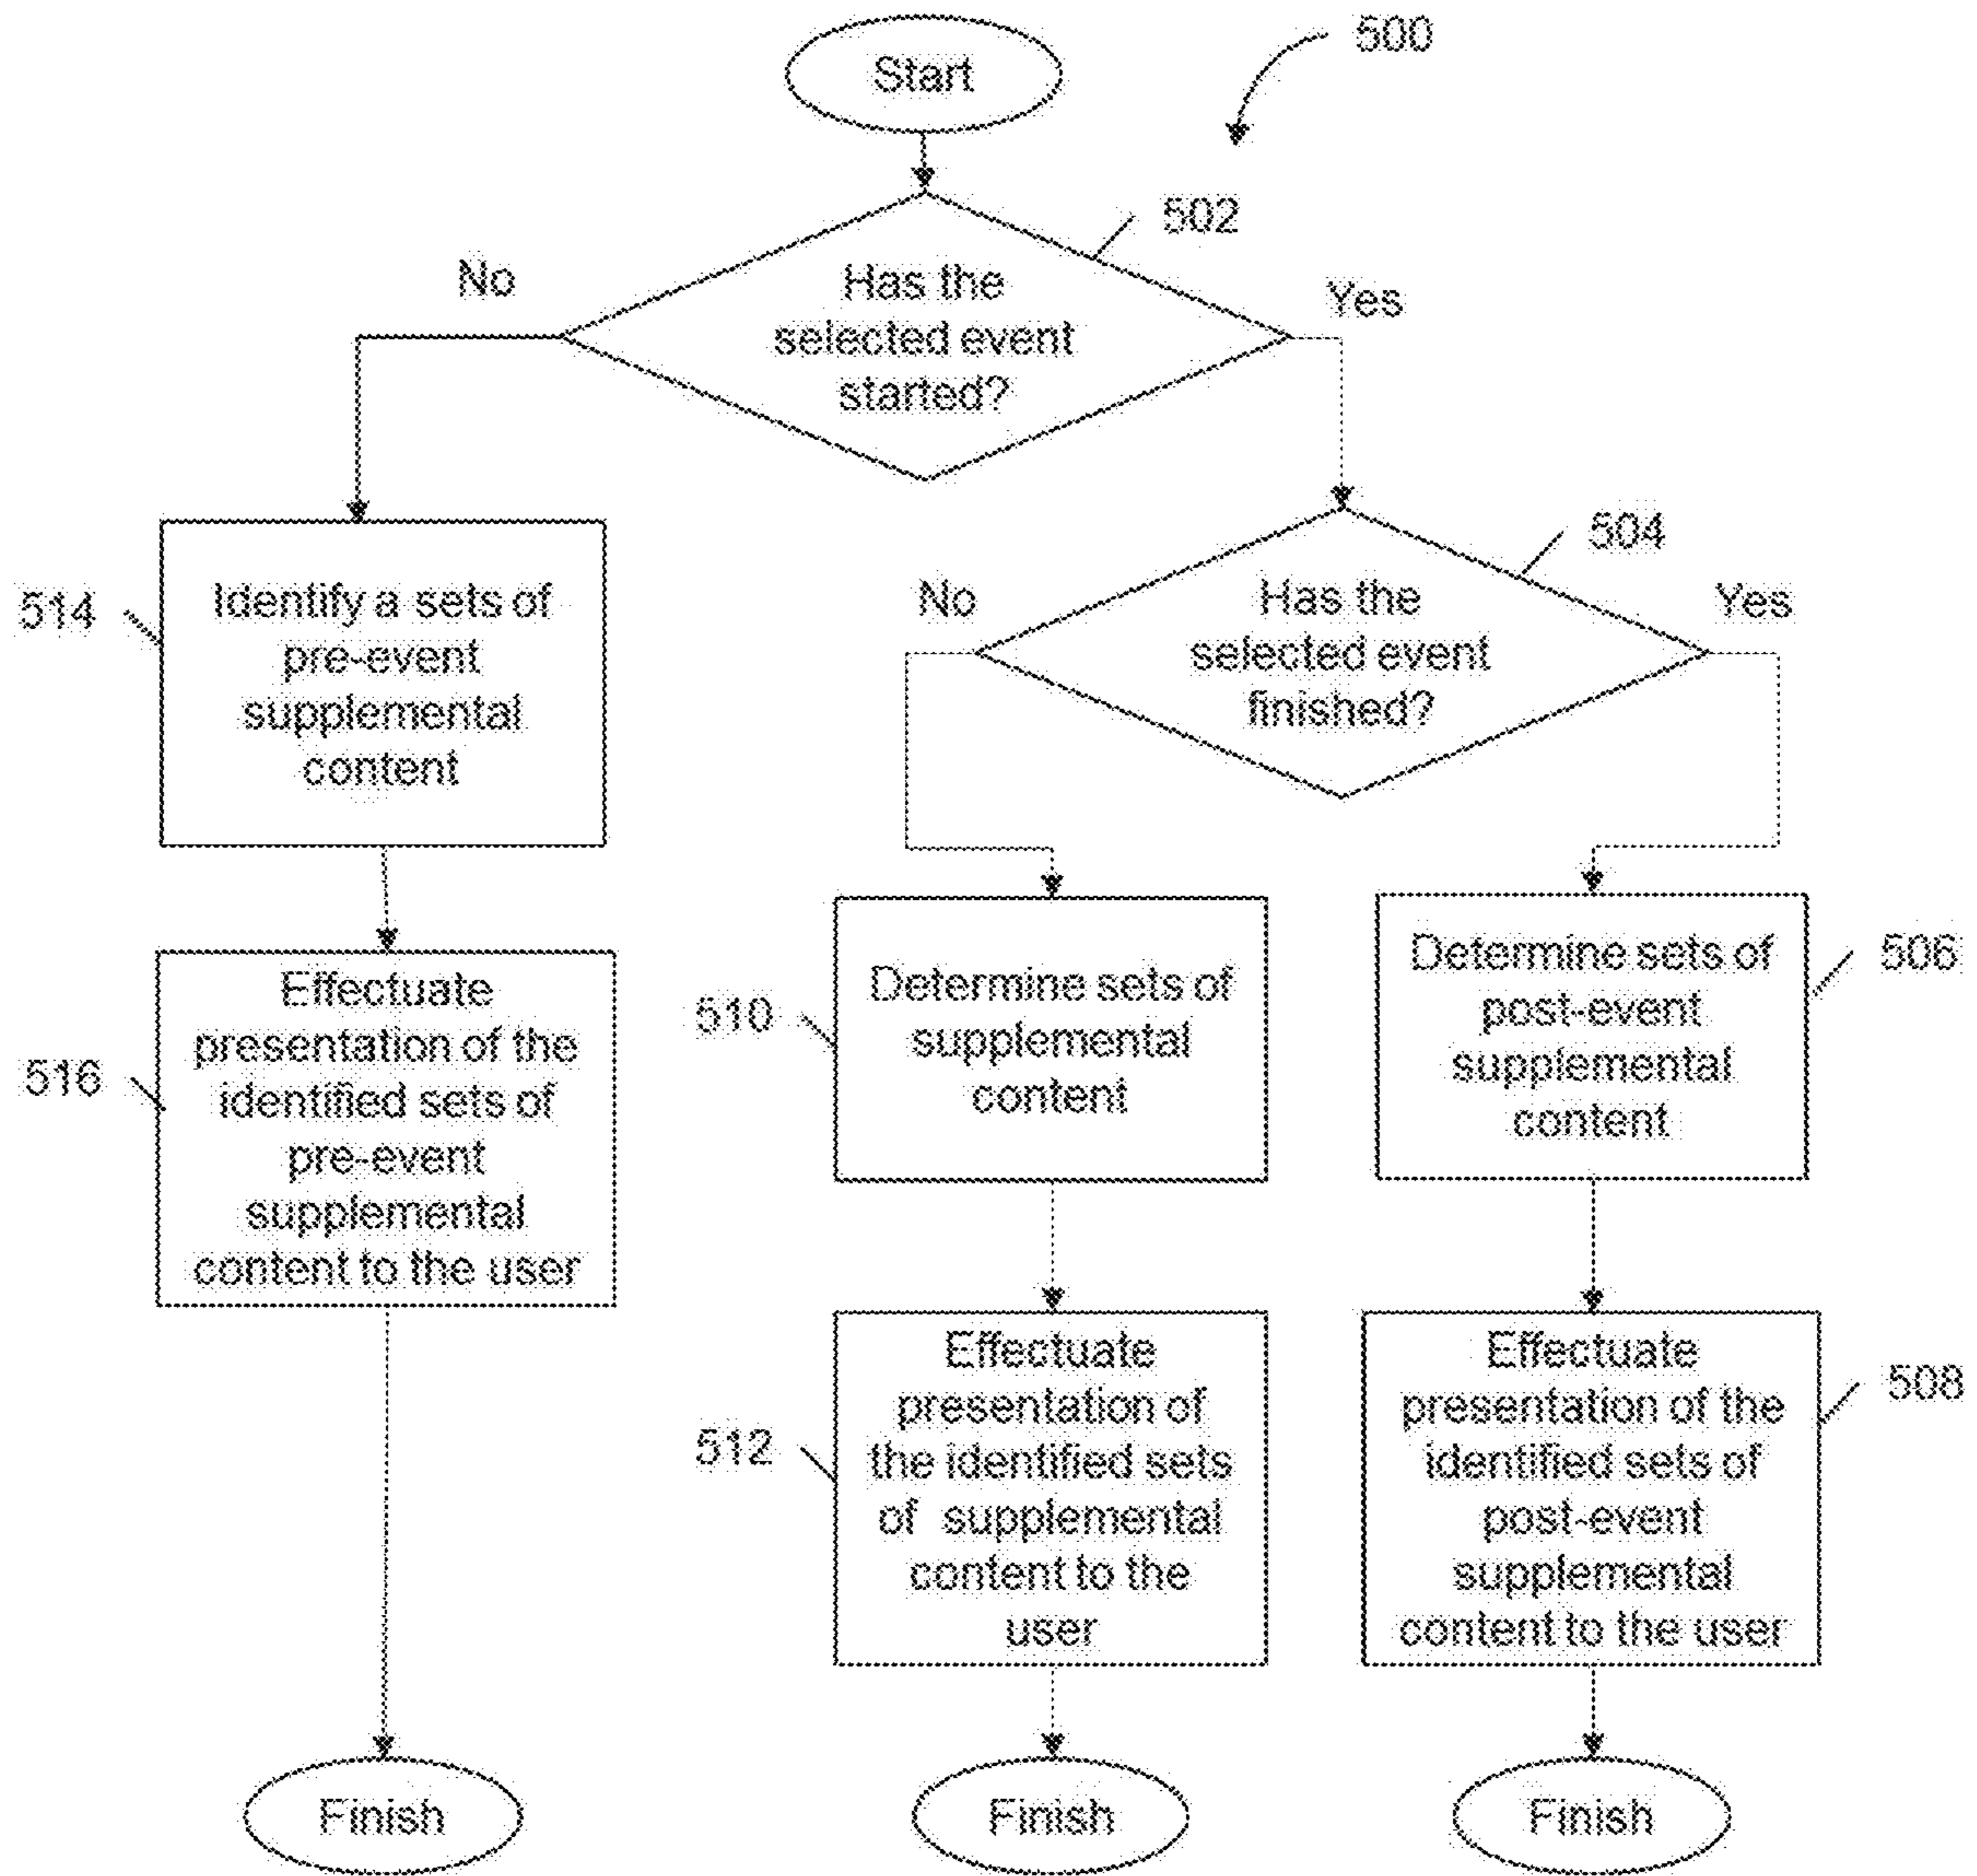 Start
500
502
Has the
selected event
started?
No
Yes
504
Has the
selected event
finished?
No
Yes
514
Identify a sets of
pre-event
supplemental
content
516
Effectuate
presentation of the
identified sets of
pre-event
supplemental
content to the user
Finish
510
Determine sets of
supplemental
content
512
Effectuate
presentation of
the identified sets
of supplemental
content to the
user
Finish
506
Determine sets of
post-event
supplemental
content
508
Effectuate
presentation of the
identified sets of
post-event
supplemental
content to the user
Finish